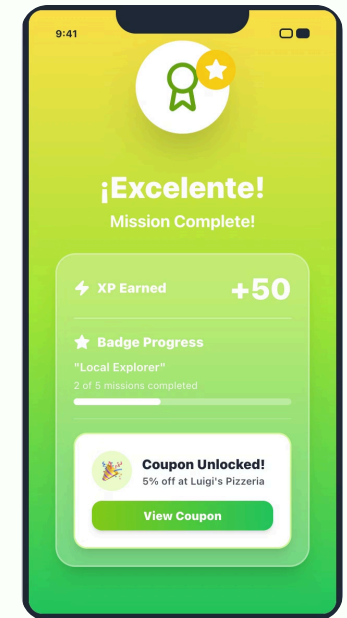 9:41
¡Excelente!
Mission Complete!
XP Earned
+50
Badge Progress
"Local Explorer"
2 of 5 missions completed
Coupon Unlocked!
5% off at Luigi's Pizzeria
View Coupon